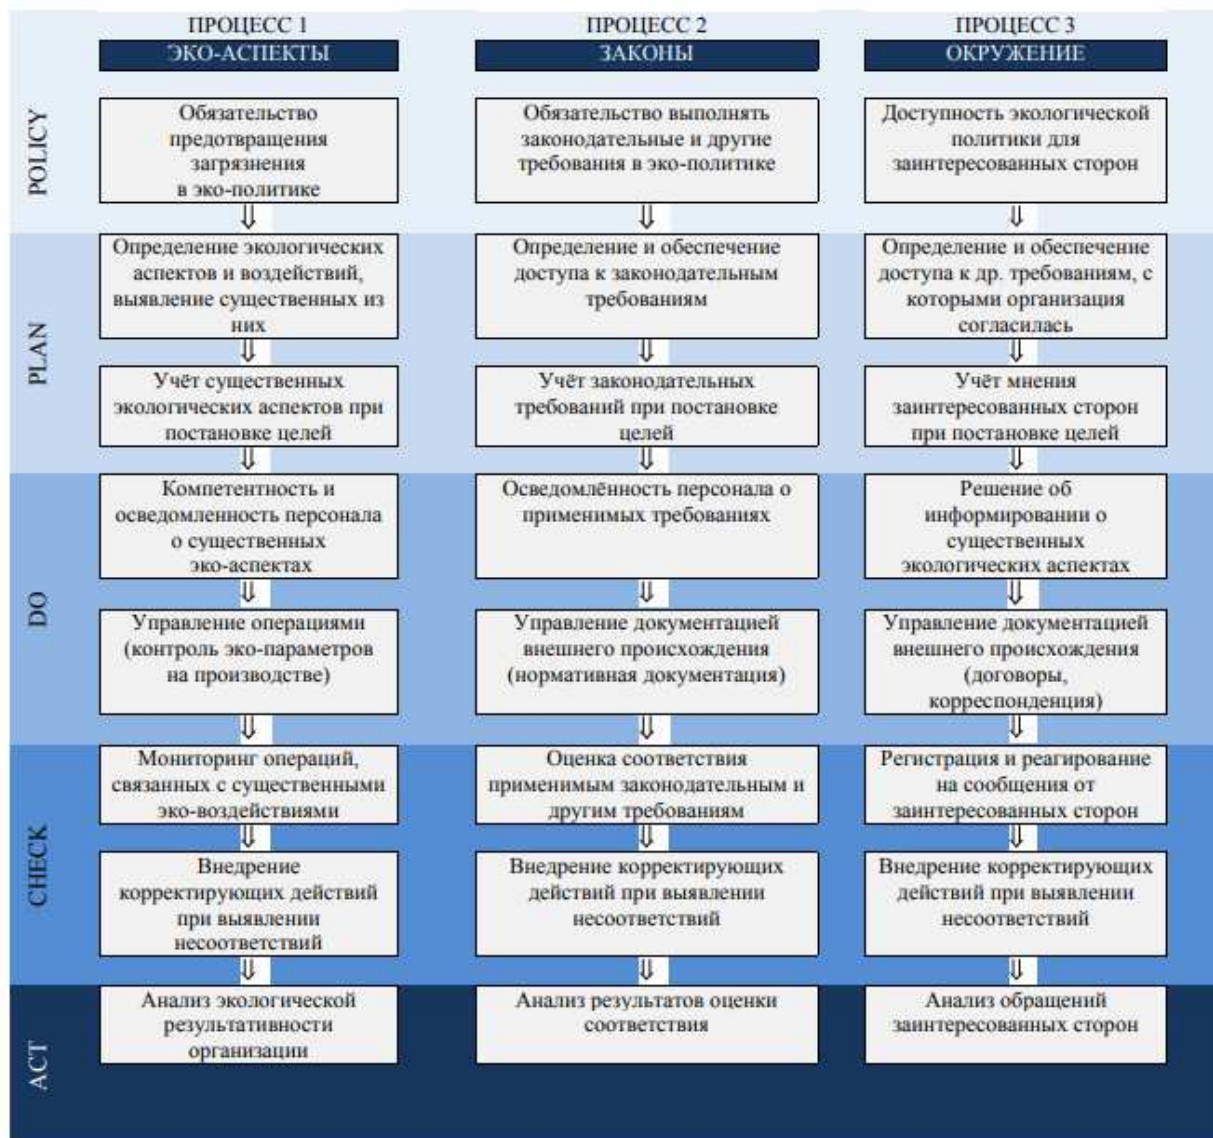 ПРОЦЕСС 1
ПРОЦЕСС 2
ПРОЦЕСС 3
ЭКО-АСПЕКТЫ
ЗАКОНЫ
ОКРУЖЕНИЕ
POLICY
Обязательство
предотвращения
загрязнения
в эко-политике
Обязательство выполнять
законодательные и другие
требования в эко-политике
Доступность экологической
политики для
заинтересованных сторон
PLAN
Определение экологических
аспектов и воздействий,
выявление существенных из
них
Определение и обеспечение
доступа к законодательным
требованиям
Определение и обеспечение
доступа к др. требованиям, с
которыми организация
согласилась
Учёт существенных
экологических аспектов при
постановке целей
Учёт законодательных
требований при постановке
целей
Учёт мнения
заинтересованных сторон
при постановке целей
DO
Компетентность и
осведомленность персонала
о существенных
эко-аспектах
Осведомлённость персонала о
применимых требованиях
Решение об
информировании о
существенных
экологических аспектах
Управление операциями
(контроль эко-параметров
на производстве)
Управление документацией
внешнего происхождения
(нормативная документация)
Управление документацией
внешнего происхождения
(договоры,
корреспонденция)
CHECK
Мониторинг операций,
связанных с существенными
эко-воздействиями
Оценка соответствия
применимым законодательным и
другим требованиям
Регистрация и реагирование
на сообщения от
заинтересованных сторон
Внедрение
корректирующих действий
при выявлении
несоответствий
Внедрение корректирующих
действий при выявлении
несоответствий
Внедрение корректирующих
действий при выявлении
несоответствий
ACT
Анализ экологической
результативности
организации
Анализ результатов оценки
соответствия
Анализ обращений
заинтересованных сторон